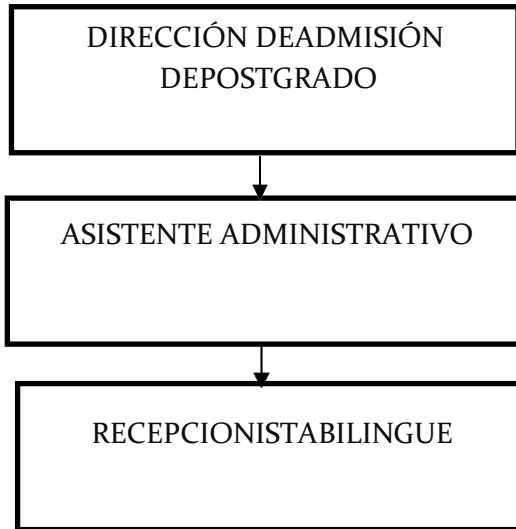 DIRECCIÓN DEADMISIÓN
DEPOSTGRADO
ASISTENTE ADMINISTRATIVO
RECEPCIONISTABILINGUE